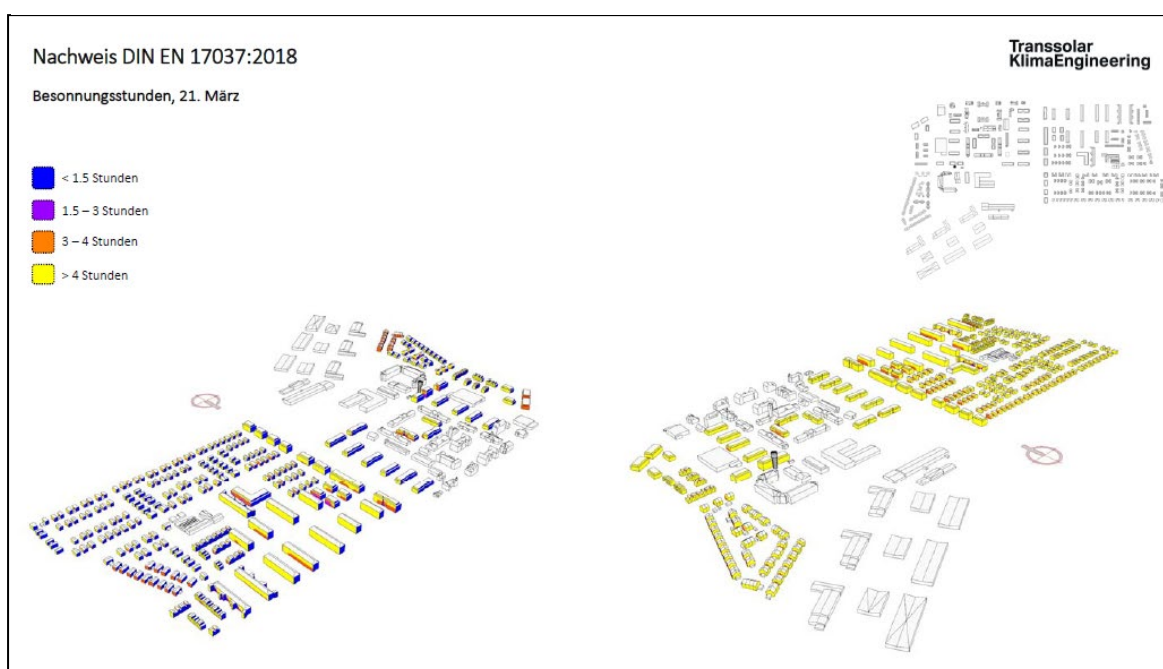 Nachweis DIN EN 17037:2018
Transsolar
KlimaEngineering
Besonnungsstunden, 21. März
< 1.5 Stunden
1.5 – 3 Stunden
3 – 4 Stunden
> 4 Stunden